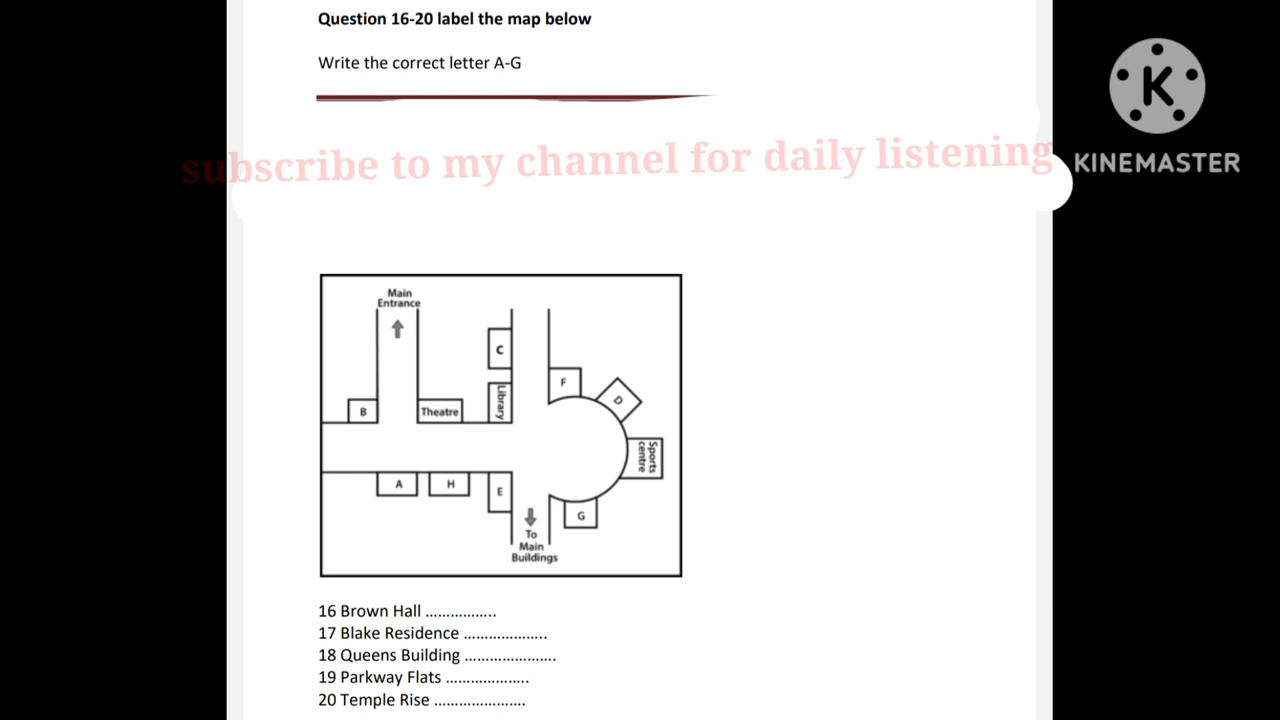 Question 16-20 label the map below
Write the correct letter A-G
K
subscribe to my channel for daily listening
KINEMASTER
Main
Entrance
C
F
D
Library
B
Theatre
Sports
centre
A
H
E
G
To
Main
Buildings
16 Brown Hall ................
17 Blake Residence ...................
18 Queens Building .....................
19 Parkway Flats ...................
20 Temple Rise .....................